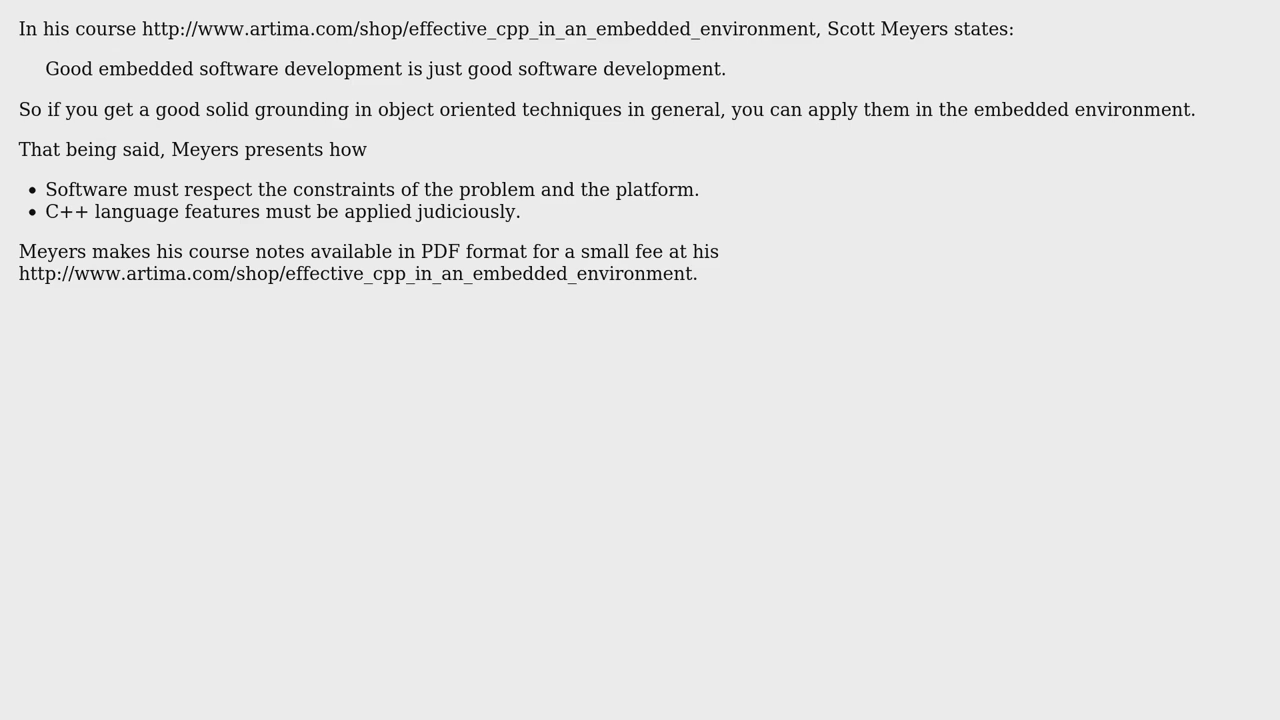 In his course http://www.artima.com/shop/effective_cpp_in_an_embedded_environment, Scott Meyers states:
Good embedded software development is just good software development.
So if you get a good solid grounding in object oriented techniques in general, you can apply them in the embedded environment.
That being said, Meyers presents how
• Software must respect the constraints of the problem and the platform.
• C++ language features must be applied judiciously.
Meyers makes his course notes available in PDF format for a small fee at his
http://www.artima.com/shop/effective_cpp_in_an_embedded_environment.